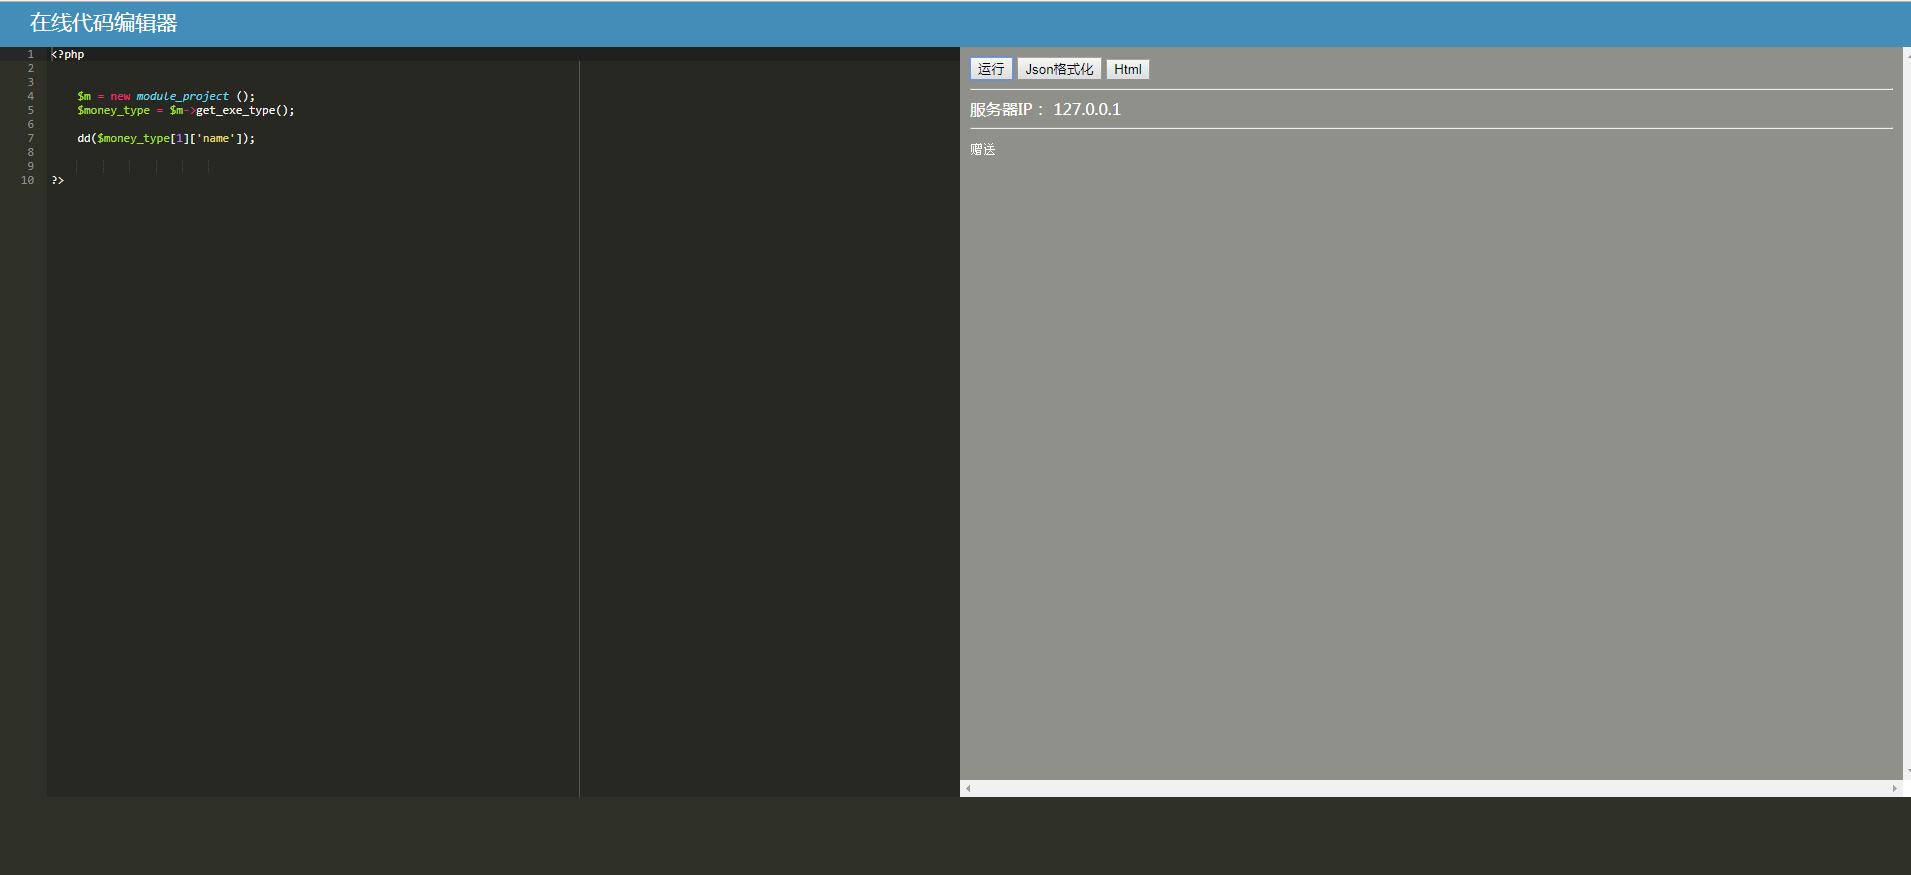 在线代码编辑器
1 <?php
2
3
4 $m = new module_project ();
5 $money_type = $m->get_exe_type();
6
7 dd($money_type[1]['name']);
8
9
10 ?>
运行 Json格式化 Html
服务器IP： 127.0.0.1
赠送